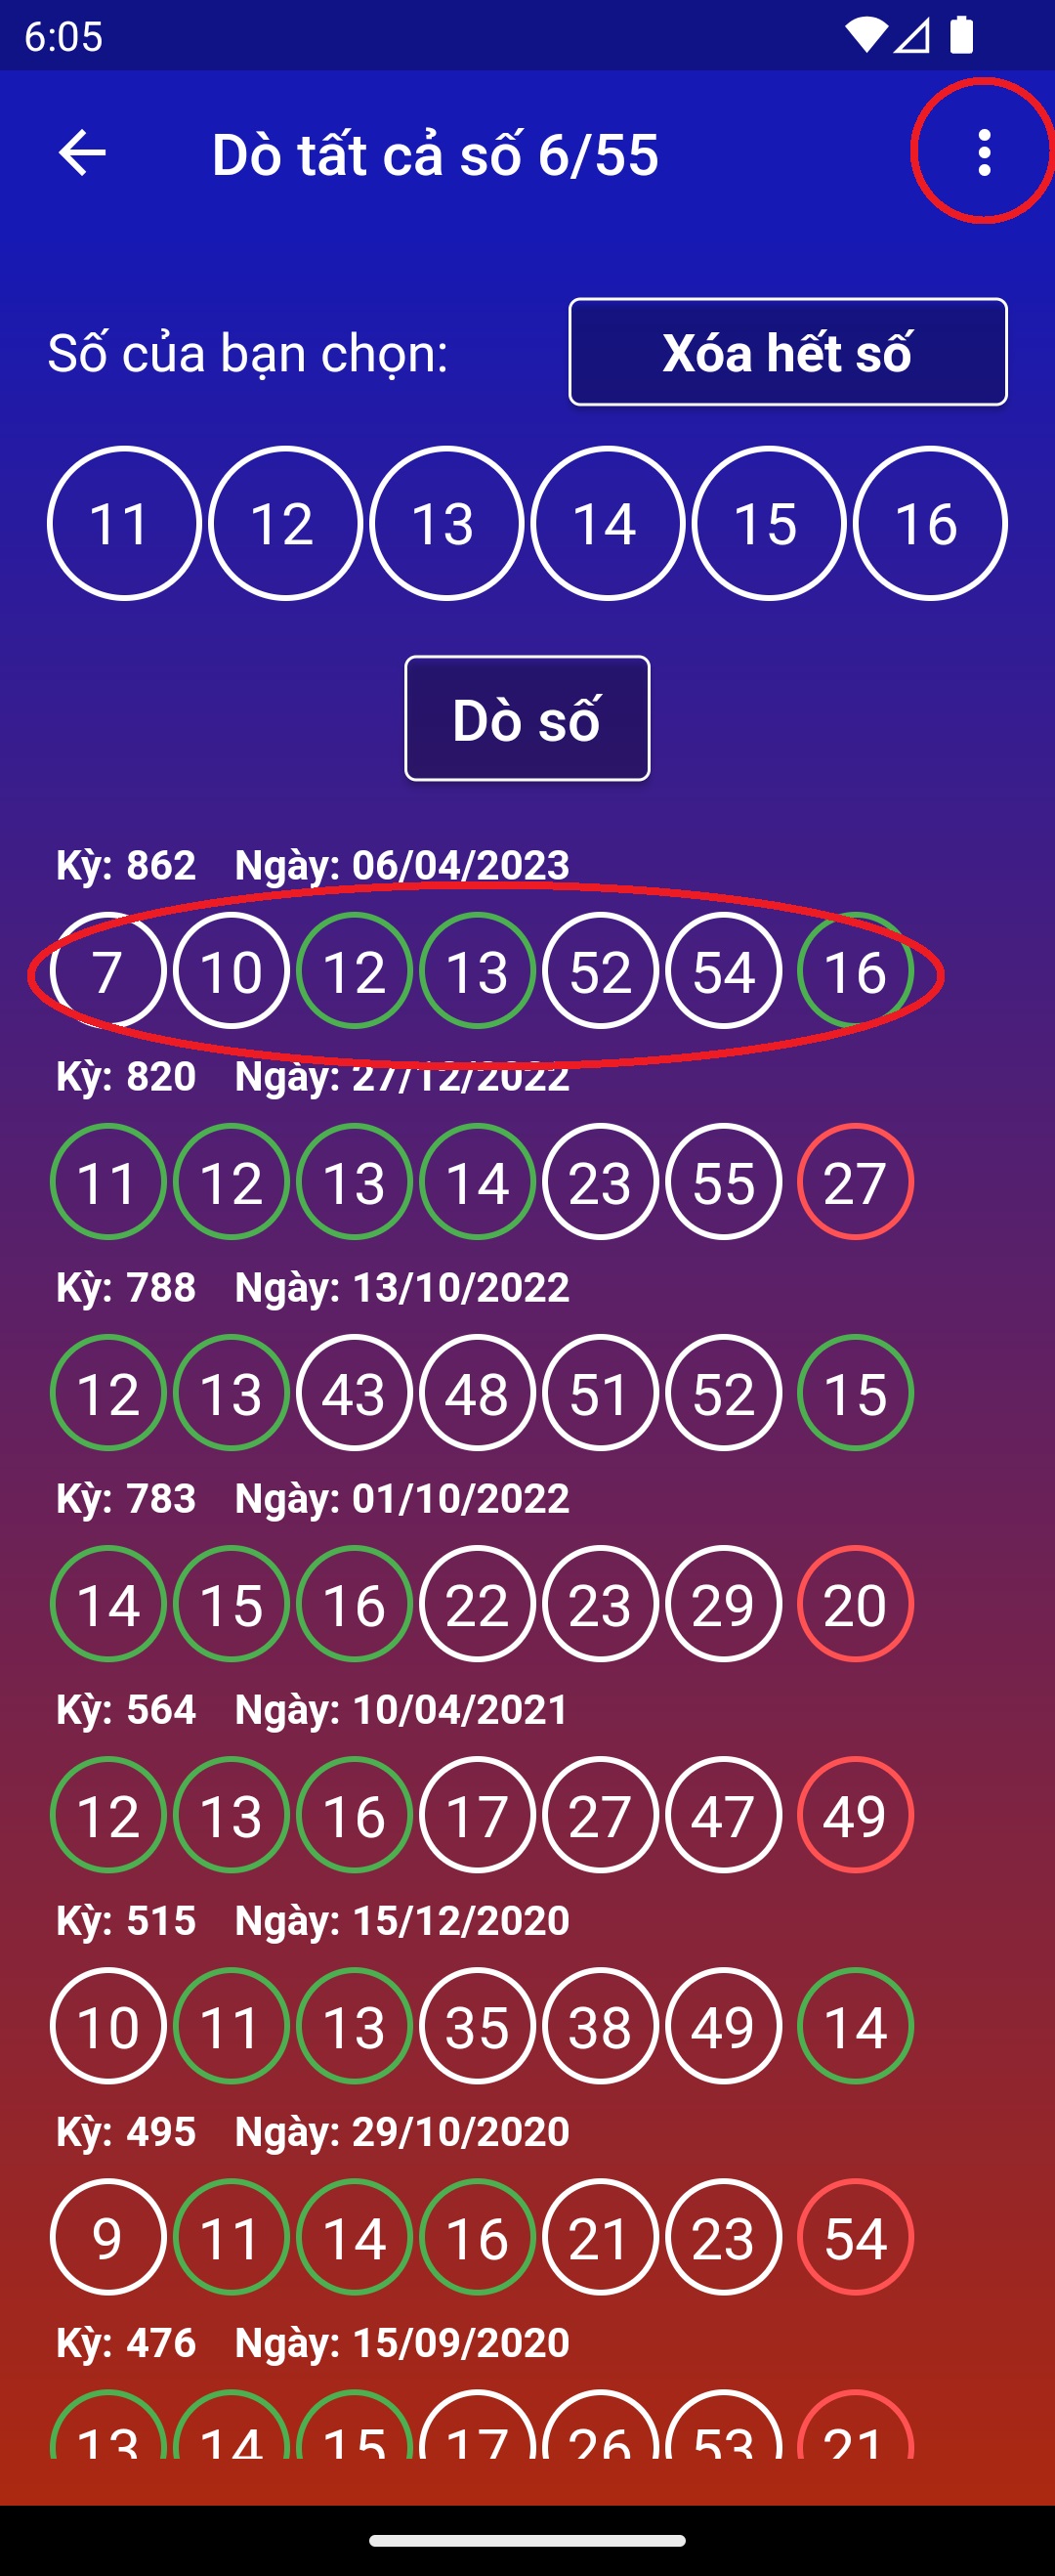 6:05
Dò tất cả số 6/55
Số của bạn chọn: Xóa hết số
11 12 13 14 15 16
Dò số
Kỳ: 862 Ngày: 06/04/2023
7 10 12 13 52 54 16
Kỳ: 820 Ngày: 27/12/2022
11 12 13 14 23 55 27
Kỳ: 788 Ngày: 13/10/2022
12 13 43 48 51 52 15
Kỳ: 783 Ngày: 01/10/2022
14 15 16 22 23 29 20
Kỳ: 564 Ngày: 10/04/2021
12 13 16 17 27 47 49
Kỳ: 515 Ngày: 15/12/2020
10 11 13 35 38 49 14
Kỳ: 495 Ngày: 29/10/2020
9 11 14 16 21 23 54
Kỳ: 476 Ngày: 15/09/2020
13 14 15 17 26 53 21